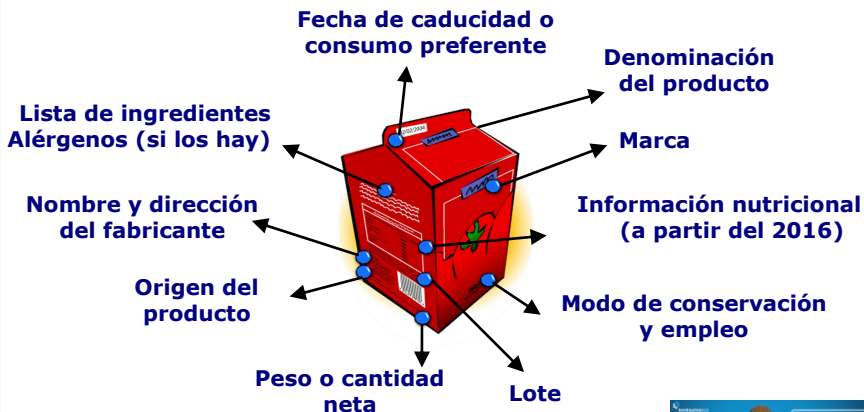 Fecha de caducidad o
consumo preferente
Denominación
del producto
Lista de ingredientes
Alérgenos (si los hay)
Marca
Nombre y dirección
del fabricante
Información nutricional
(a partir del 2016)
Origen del
producto
Modo de conservación
y empleo
Peso o cantidad
neta
Lote